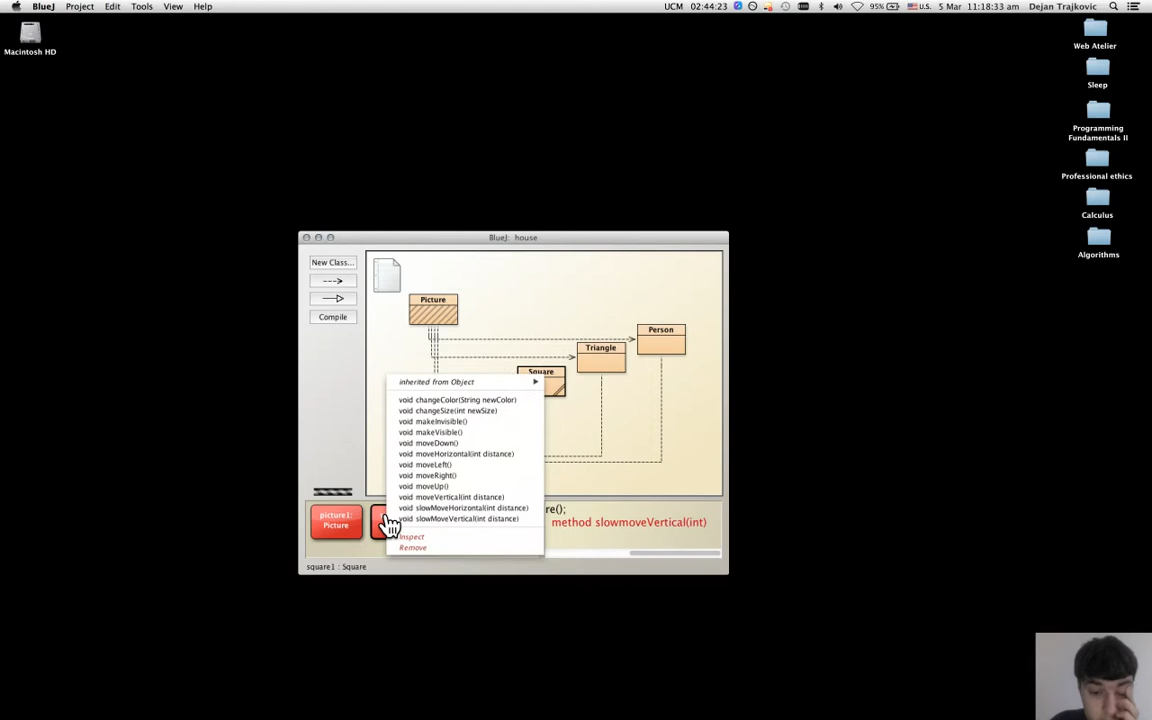 BlueJ Project Edit Tools View Help UCM 02:44:23 95% U.S. 5 Mar 11:18:33 am Dejan Trajkovic
Macintosh HD
Web Atelier
Sleep
Programming
Fundamentals II
Professional ethics
Calculus
Algorithms
BlueJ: house
New Class...
Compile
Picture
Person
Triangle
Square
inherited from Object
void changeColor(String newColor)
void changeSize(int newSize)
void makeInvisible()
void makeVisible()
void moveDown()
void moveHorizontal(int distance)
void moveLeft()
void moveRight()
void moveUp()
void moveVertical(int distance)
void slowMoveHorizontal(int distance)
void slowMoveVertical(int distance)
Inspect
Remove
picture1:
Picture
re();
method slowmoveVertical(int)
square1 : Square